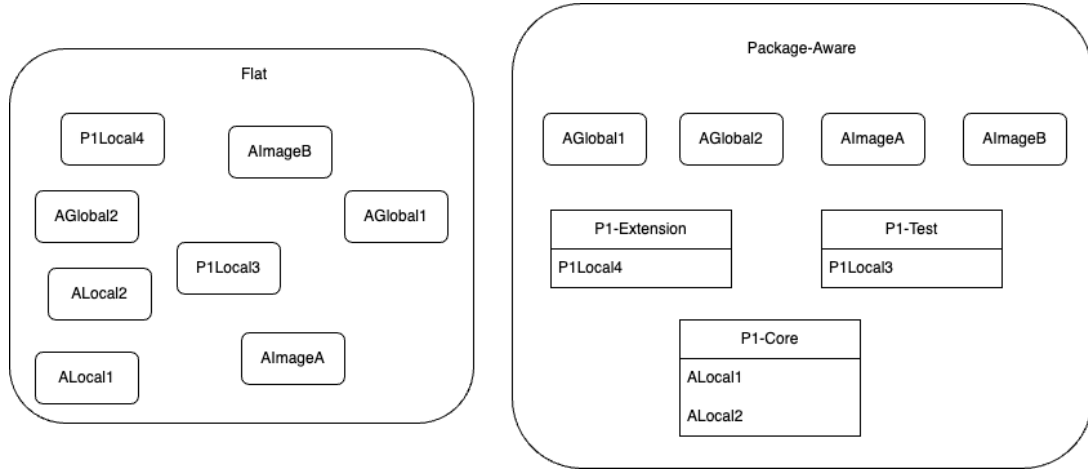 Flat
P1Local4
AImageB
AGlobal2
AGlobal1
P1Local3
ALocal2
AImageA
ALocal1
Package-Aware
AGlobal1
AGlobal2
AImageA
AImageB
P1-Extension
P1Local4
P1-Test
P1Local3
P1-Core
ALocal1
ALocal2